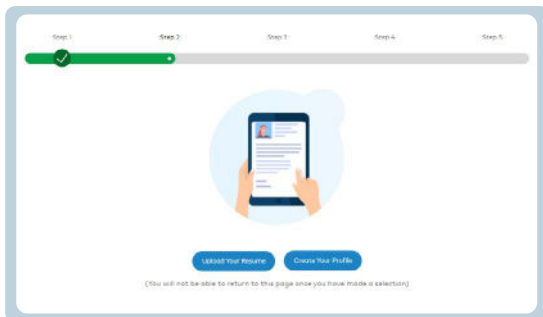 Step 1 Step 2 Step 3 Step 4 Step 5
Upload Your Resume Create Your Profile
(You will not be able to return to this page once you have made a selection)